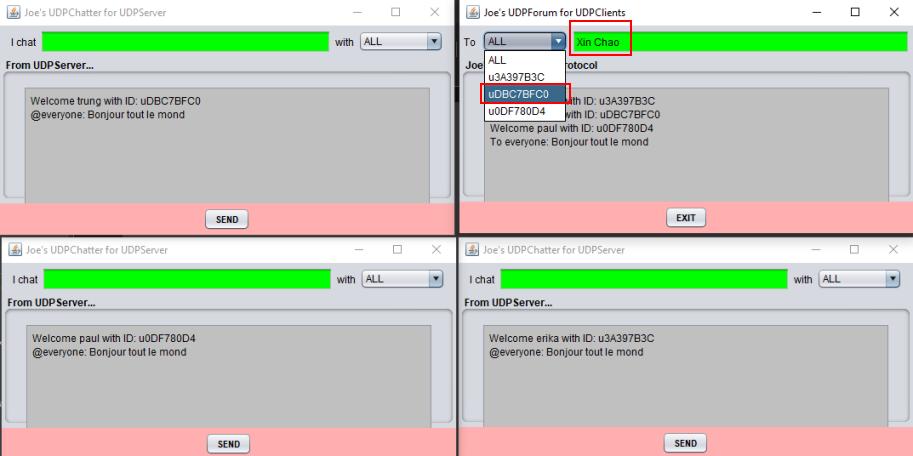 Joe's UDPChatter for UDPServer
I chat with ALL
From UDPServer...
Welcome trung with ID: uDBC7BFC0
@everyone: Bonjour tout le mond
SEND
Joe's UDPForum for UDPClients
To ALL Xin Chao
ALL
u3A397B3C
uDBC7BFC0
u0DF780D4
Joe rotocol
ith ID: u3A397B3C
with ID: uDBC7BFC0
Welcome paul with ID: u0DF780D4
To everyone: Bonjour tout le mond
EXIT
Joe's UDPChatter for UDPServer
I chat with ALL
From UDPServer...
Welcome paul with ID: u0DF780D4
@everyone: Bonjour tout le mond
SEND
Joe's UDPChatter for UDPServer
I chat with ALL
From UDPServer...
Welcome erika with ID: u3A397B3C
@everyone: Bonjour tout le mond
SEND